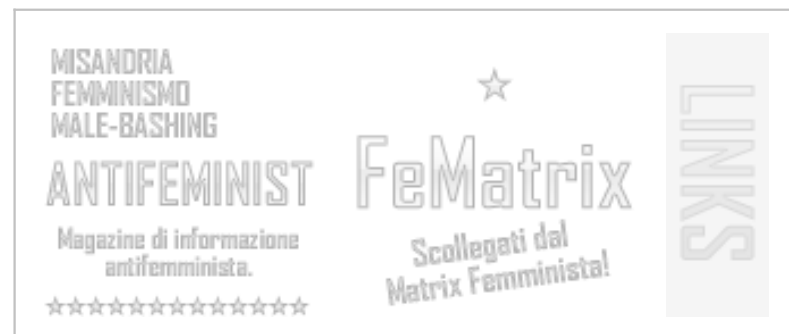 MISANDRIA
FEMMINISMO
MALE-BASHING
ANTIFEMINIST
Magazine di informazione
antifemminista.
FeMatrix
Scollegati dal
Matrix Femminista!
LINKS